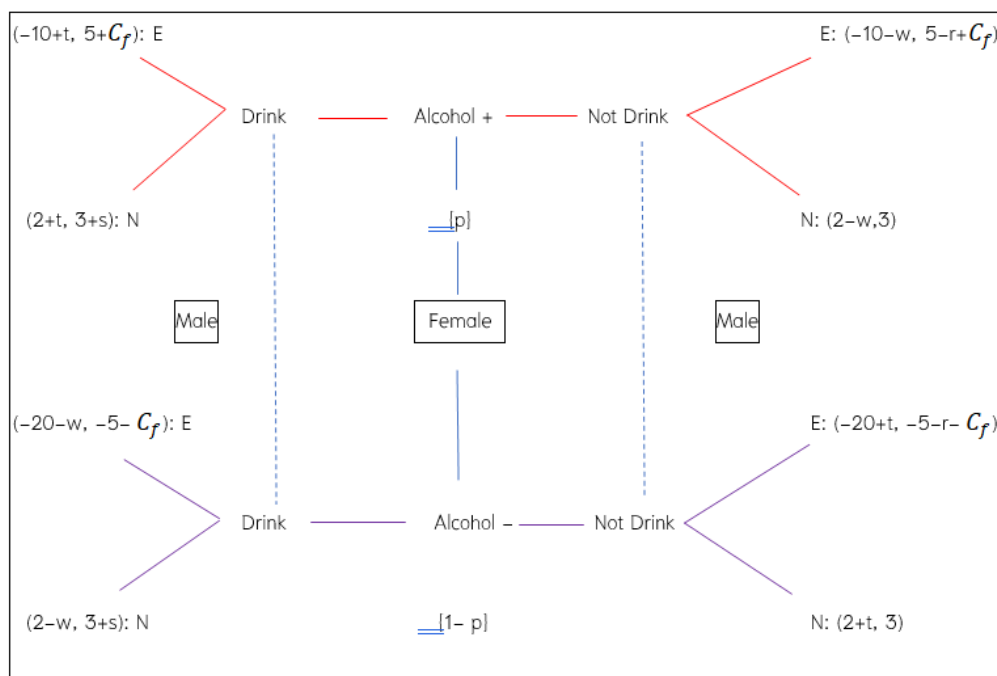 (-10+t, 5+C_f): E
E: (-10-w, 5-r+C_f)
Drink
Alcohol +
Not Drink
(2+t, 3+s): N
{p}
N: (2-w,3)
Male
Female
Male
(-20-w, -5- C_f): E
E: (-20+t, -5-r- C_f)
Drink
Alcohol -
Not Drink
(2-w, 3+s): N
{1- p}
N: (2+t, 3)